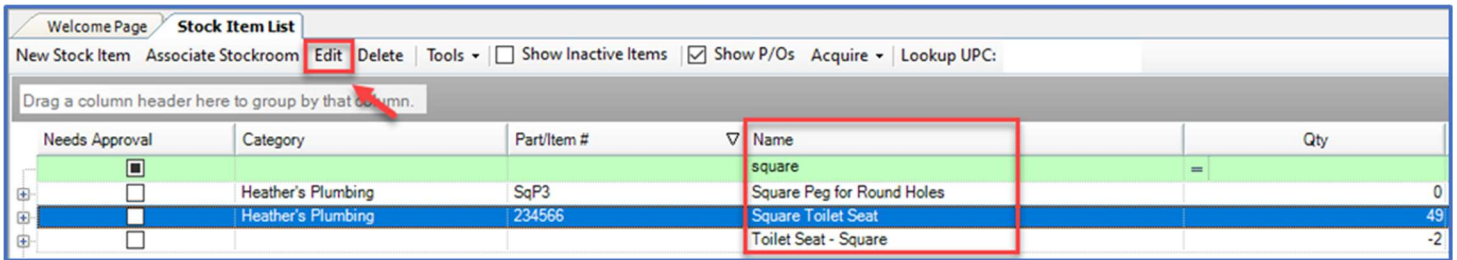 Welcome Page Stock Item List
New Stock Item Associate Stockroom Edit Delete Tools Show Inactive Items Show P/Os Acquire Lookup UPC:
Drag a column header here to group by that column.
Needs Approval Category Part/Item # Name Qty
square =
Heather's Plumbing SqP3 Square Peg for Round Holes 0
Heather's Plumbing 234566 Square Toilet Seat 49
Toilet Seat - Square -2